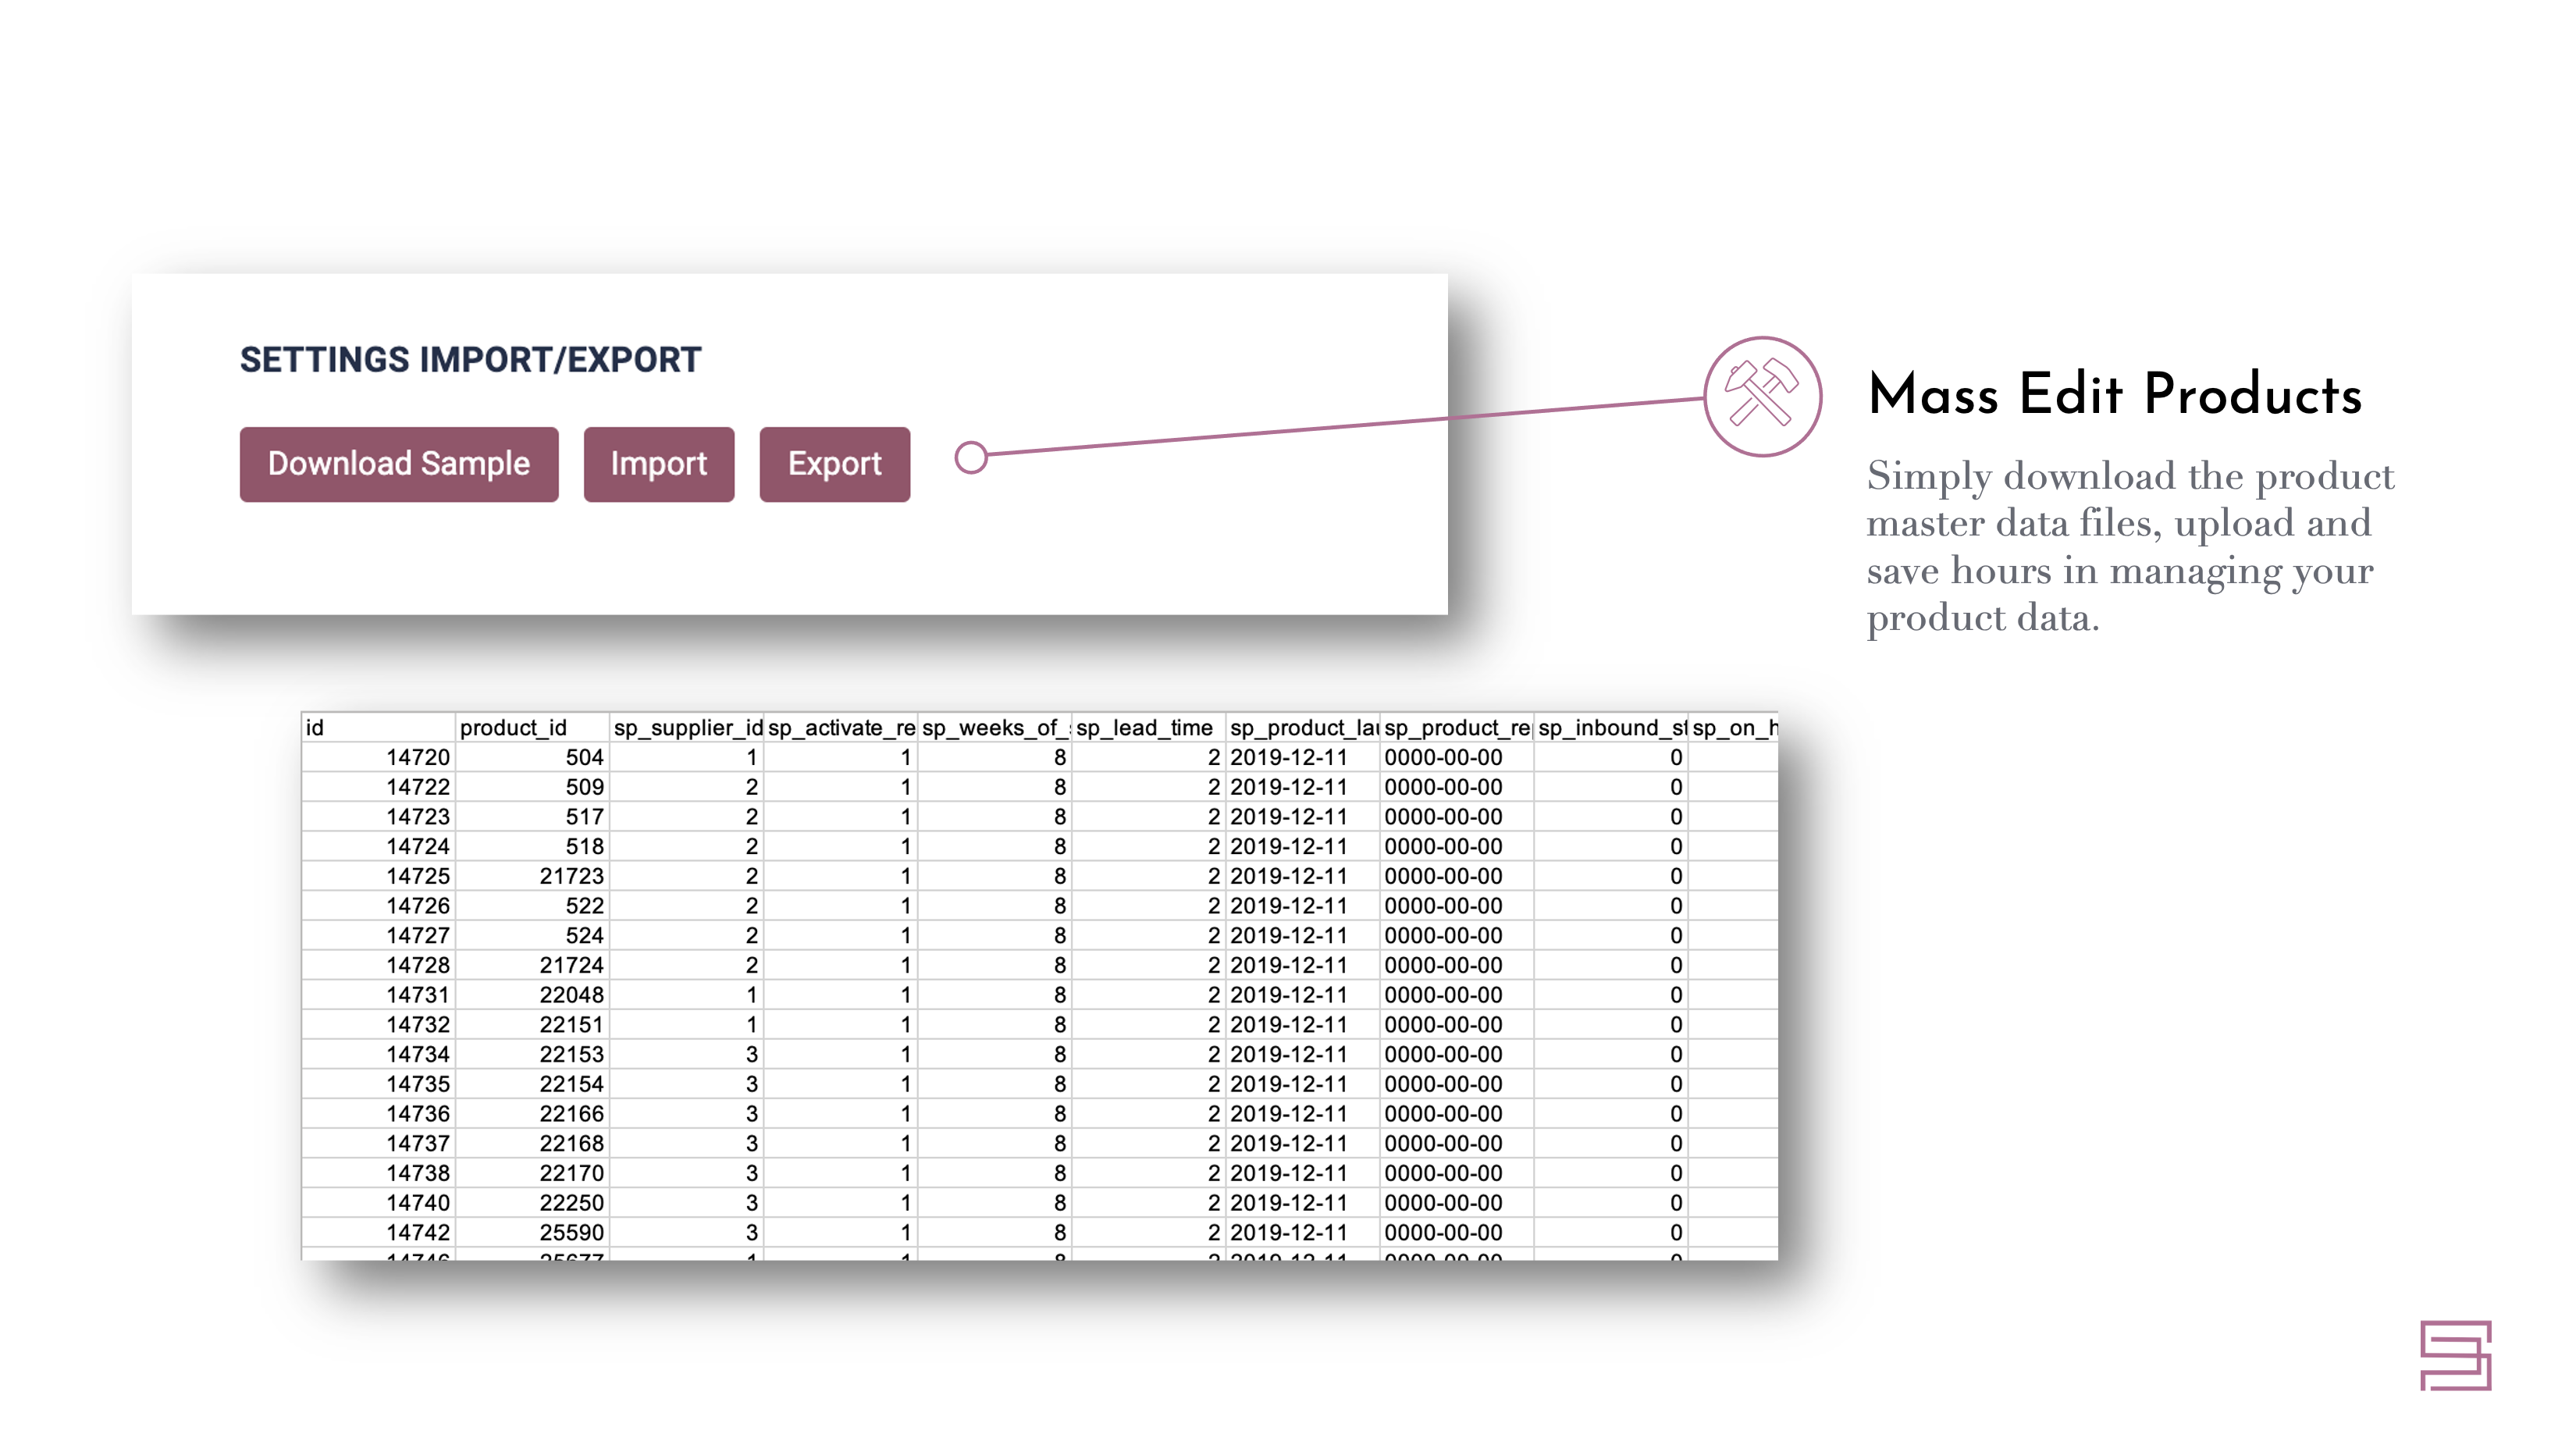 SETTINGS IMPORT/EXPORT
Download Sample Import Export
Mass Edit Products
Simply download the product
master data files, upload and
save hours in managing your
product data.
id product_id sp_supplier_id sp_activate_re sp_weeks_of_ sp_lead_time sp_product_lau sp_product_re sp_inbound_st sp_on_h
14720 504 1 1 8 2 2019-12-11 0000-00-00 0
14722 509 2 1 8 2 2019-12-11 0000-00-00 0
14723 517 2 1 8 2 2019-12-11 0000-00-00 0
14724 518 2 1 8 2 2019-12-11 0000-00-00 0
14725 21723 2 1 8 2 2019-12-11 0000-00-00 0
14726 522 2 1 8 2 2019-12-11 0000-00-00 0
14727 524 2 1 8 2 2019-12-11 0000-00-00 0
14728 21724 2 1 8 2 2019-12-11 0000-00-00 0
14731 22048 1 1 8 2 2019-12-11 0000-00-00 0
14732 22151 1 1 8 2 2019-12-11 0000-00-00 0
14734 22153 3 1 8 2 2019-12-11 0000-00-00 0
14735 22154 3 1 8 2 2019-12-11 0000-00-00 0
14736 22166 3 1 8 2 2019-12-11 0000-00-00 0
14737 22168 3 1 8 2 2019-12-11 0000-00-00 0
14738 22170 3 1 8 2 2019-12-11 0000-00-00 0
14740 22250 3 1 8 2 2019-12-11 0000-00-00 0
14742 25590 3 1 8 2 2019-12-11 0000-00-00 0